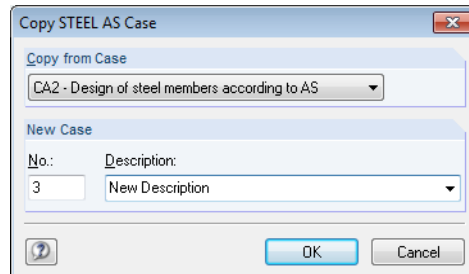 Copy STEEL AS Case
Copy from Case
CA2 - Design of steel members according to AS
New Case
No.: Description:
3 New Description
OK Cancel